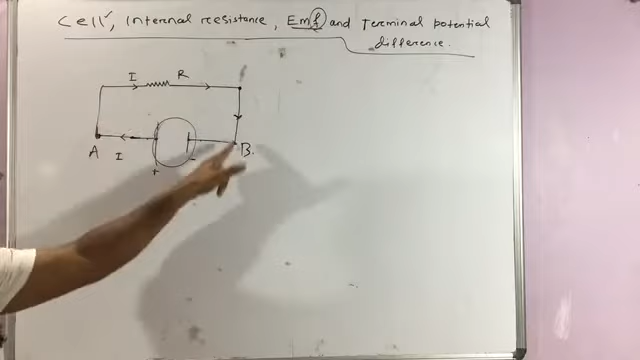 Cell, Internal resistance, Emf and Terminal potential
difference.
I R
A I B.
+ -